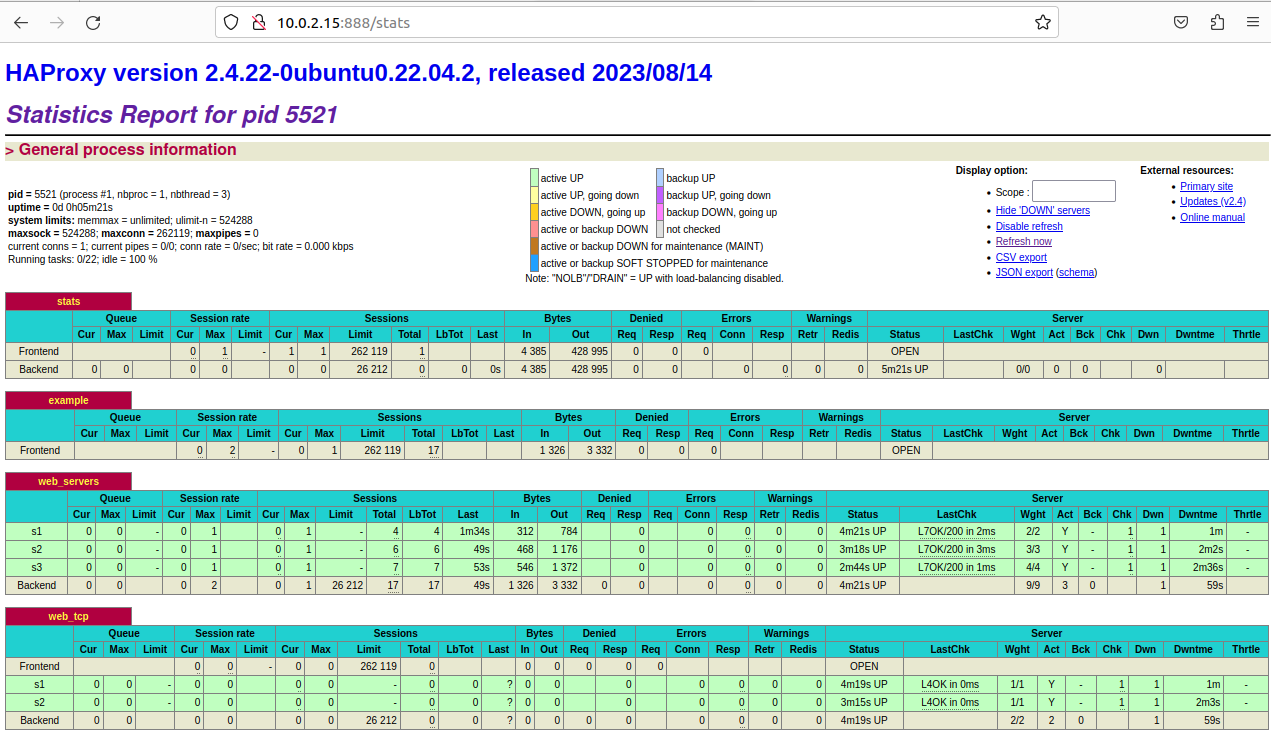 10.0.2.15:888/stats
HAProxy version 2.4.22-0ubuntu0.22.04.2, released 2023/08/14
Statistics Report for pid 5521
> General process information
pid = 5521 (process #1, nbproc = 1, nbthread = 3)
uptime = 0d 0h05m21s
system limits: memmax = unlimited; ulimit-n = 524288
maxsock = 524288; maxconn = 262119; maxpipes = 0
current conns = 1; current pipes = 0/0; conn rate = 0/sec; bit rate = 0.000 kbps
Running tasks: 0/22; idle = 100 %
active UP backup UP
active UP, going down backup UP, going down
active DOWN, going up backup DOWN, going up
active or backup DOWN not checked
active or backup DOWN for maintenance (MAINT)
active or backup SOFT STOPPED for maintenance
Note: "NOLB"/"DRAIN" = UP with load-balancing disabled.
Display option:
• Scope :
• Hide 'DOWN' servers
• Disable refresh
• Refresh now
• CSV export
• JSON export (schema)
External resources:
• Primary site
• Updates (v2.4)
• Online manual
stats
Queue Session rate Sessions Bytes Denied Errors Warnings Server
Cur Max Limit Cur Max Limit Cur Max Limit Total LbTot Last In Out Req Resp Req Conn Resp Retr Redis Status LastChk Wght Act Bck Chk Dwn Dwntme Thrtle
Frontend 0 1 - 1 1 262 119 1 4 385 428 995 0 0 0 OPEN
Backend 0 0 0 0 0 0 26 212 0 0 0s 4 385 428 995 0 0 0 0 0 0 5m21s UP 0/0 0 0 0
example
Queue Session rate Sessions Bytes Denied Errors Warnings Server
Cur Max Limit Cur Max Limit Cur Max Limit Total LbTot Last In Out Req Resp Req Conn Resp Retr Redis Status LastChk Wght Act Bck Chk Dwn Dwntme Thrtle
Frontend 0 2 - 0 1 262 119 17 1 326 3 332 0 0 0 OPEN
web_servers
Queue Session rate Sessions Bytes Denied Errors Warnings Server
Cur Max Limit Cur Max Limit Cur Max Limit Total LbTot Last In Out Req Resp Req Conn Resp Retr Redis Status LastChk Wght Act Bck Chk Dwn Dwntme Thrtle
s1 0 0 - 0 1 0 1 - 4 4 1m34s 312 784 0 0 0 0 0 4m21s UP L7OK/200 in 2ms 2/2 Y - 1 1 1m -
s2 0 0 - 0 1 0 1 - 6 6 49s 468 1 176 0 0 0 0 0 3m18s UP L7OK/200 in 3ms 3/3 Y - 1 1 2m2s -
s3 0 0 - 0 1 0 1 - 7 7 53s 546 1 372 0 0 0 0 0 2m44s UP L7OK/200 in 1ms 4/4 Y - 1 1 2m36s -
Backend 0 0 0 2 0 1 26 212 17 17 49s 1 326 3 332 0 0 0 0 0 0 4m21s UP 9/9 3 0 1 59s
web_tcp
Queue Session rate Sessions Bytes Denied Errors Warnings Server
Cur Max Limit Cur Max Limit Cur Max Limit Total LbTot Last In Out Req Resp Req Conn Resp Retr Redis Status LastChk Wght Act Bck Chk Dwn Dwntme Thrtle
Frontend 0 0 - 0 0 262 119 0 0 0 0 0 0 OPEN
s1 0 0 - 0 0 0 0 - 0 0 ? 0 0 0 0 0 0 0 4m19s UP L4OK in 0ms 1/1 Y - 1 1 1m -
s2 0 0 - 0 0 0 0 - 0 0 ? 0 0 0 0 0 0 0 3m15s UP L4OK in 0ms 1/1 Y - 1 1 2m3s -
Backend 0 0 0 0 0 0 26 212 0 0 ? 0 0 0 0 0 0 0 0 4m19s UP 2/2 2 0 1 59s